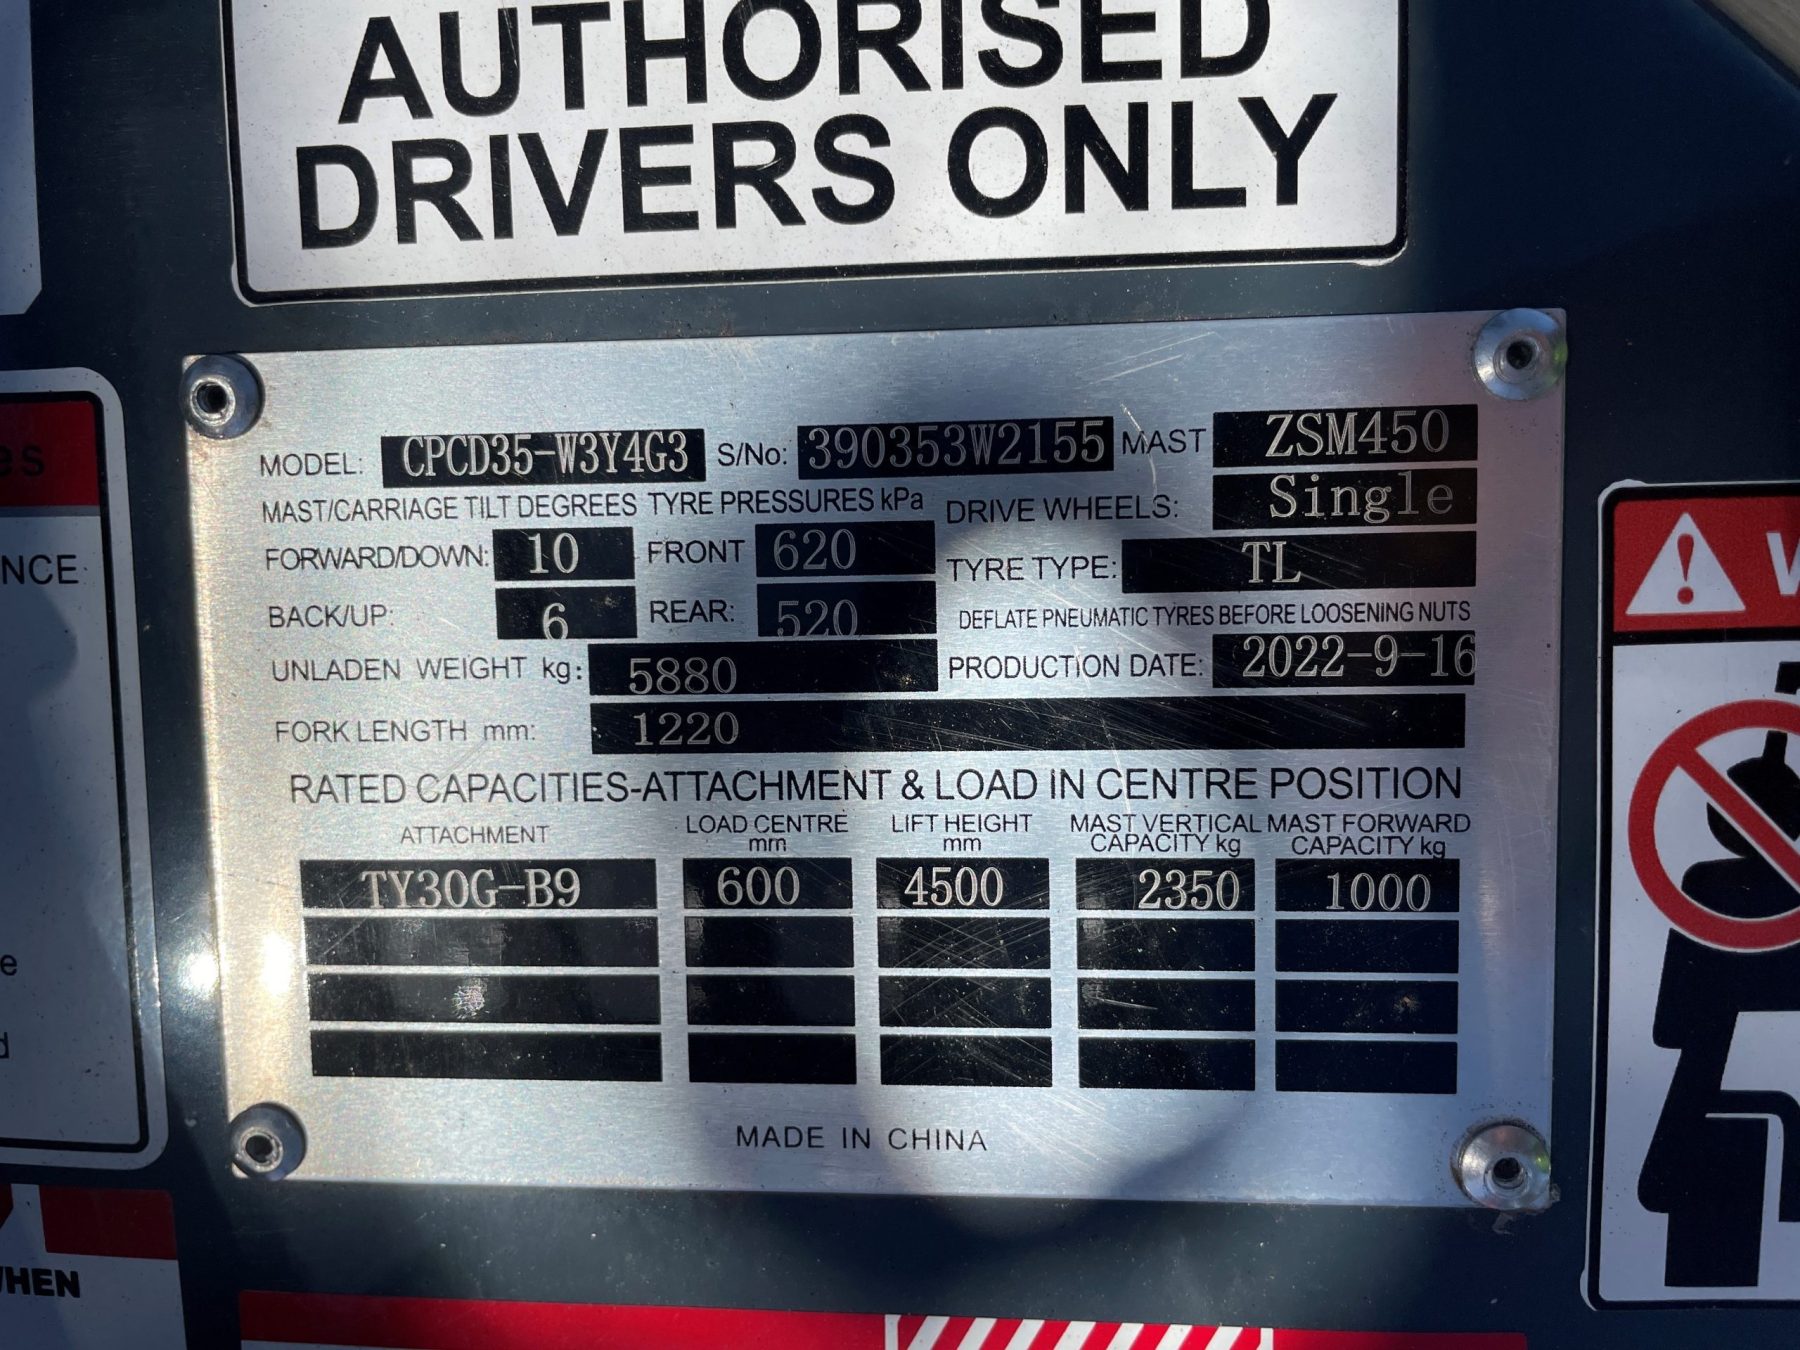 AUTHORISED
DRIVERS ONLY
MODEL: CPCD35-W3Y4G3 S/No: 390353W2155 MAST ZSM450
MAST/CARRIAGE TILT DEGREES TYRE PRESSURES kPa DRIVE WHEELS: Single
FORWARD/DOWN: 10 FRONT 620 TYRE TYPE: TL
BACK/UP: 6 REAR: 520 DEFLATE PNEUMATIC TYRES BEFORE LOOSENING NUTS
UNLADEN WEIGHT kg: 5880 PRODUCTION DATE: 2022-9-16
FORK LENGTH mm: 1220
RATED CAPACITIES-ATTACHMENT & LOAD IN CENTRE POSITION
ATTACHMENT LOAD CENTRE mm LIFT HEIGHT mm MAST VERTICAL CAPACITY kg MAST FORWARD CAPACITY kg
TY30G-B9 600 4500 2350 1000
MADE IN CHINA
NCE
WHEN